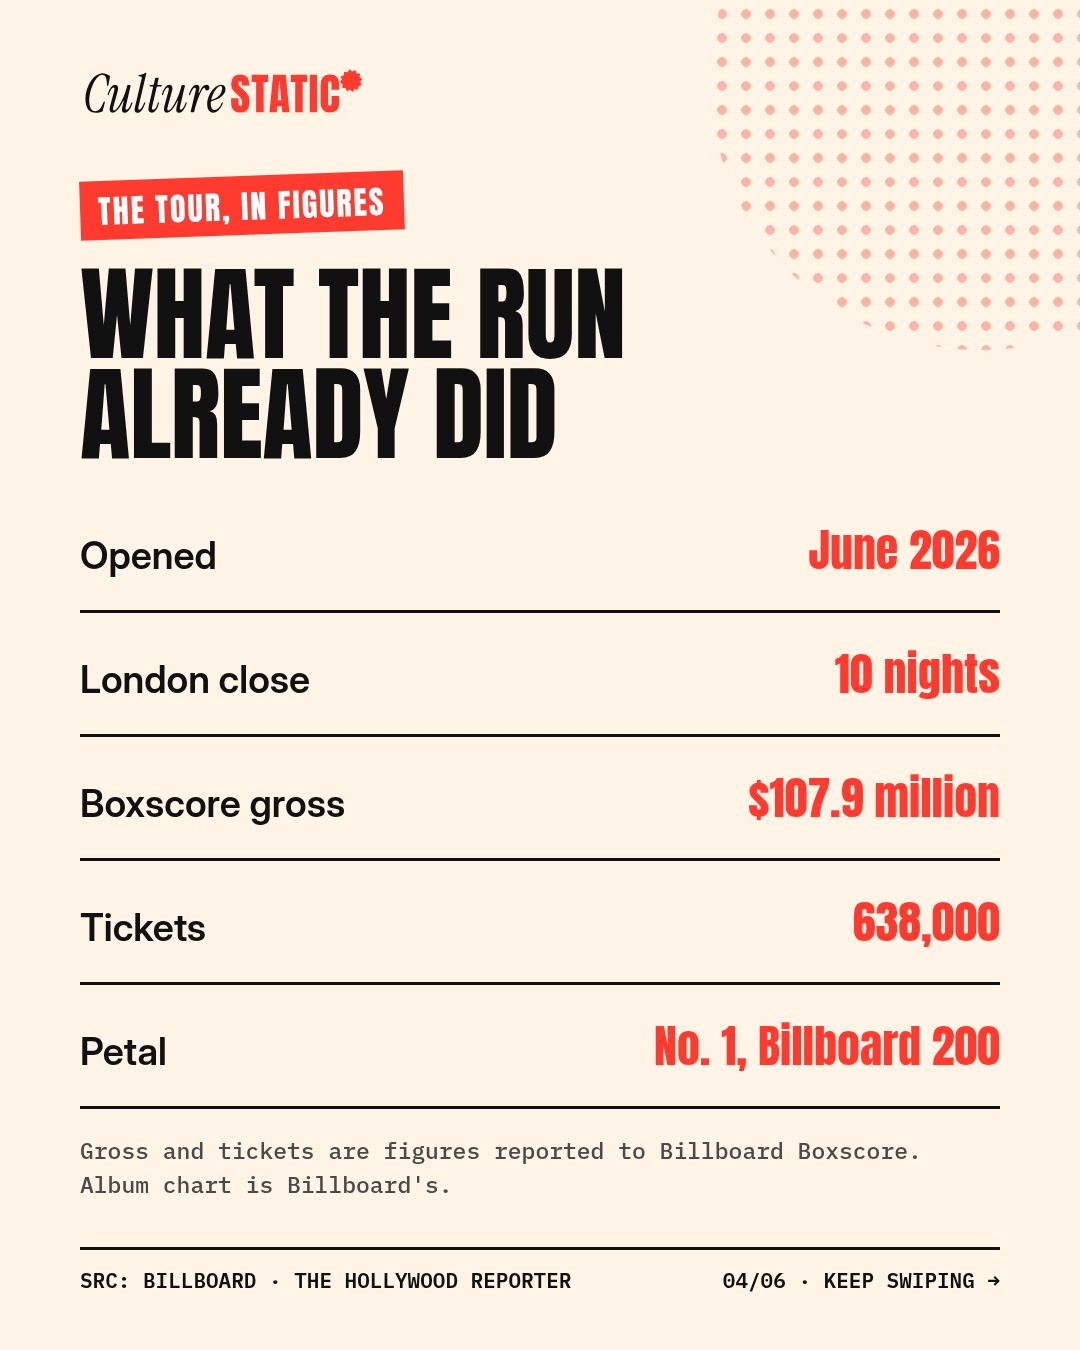 Culture STATIC
THE TOUR, IN FIGURES
WHAT THE RUN
ALREADY DID
Opened June 2026
London close 10 nights
Boxscore gross $107.9 million
Tickets 638,000
Petal No. 1, Billboard 200
Gross and tickets are figures reported to Billboard Boxscore.
Album chart is Billboard's.
SRC: BILLBOARD · THE HOLLYWOOD REPORTER 04/06 · KEEP SWIPING →